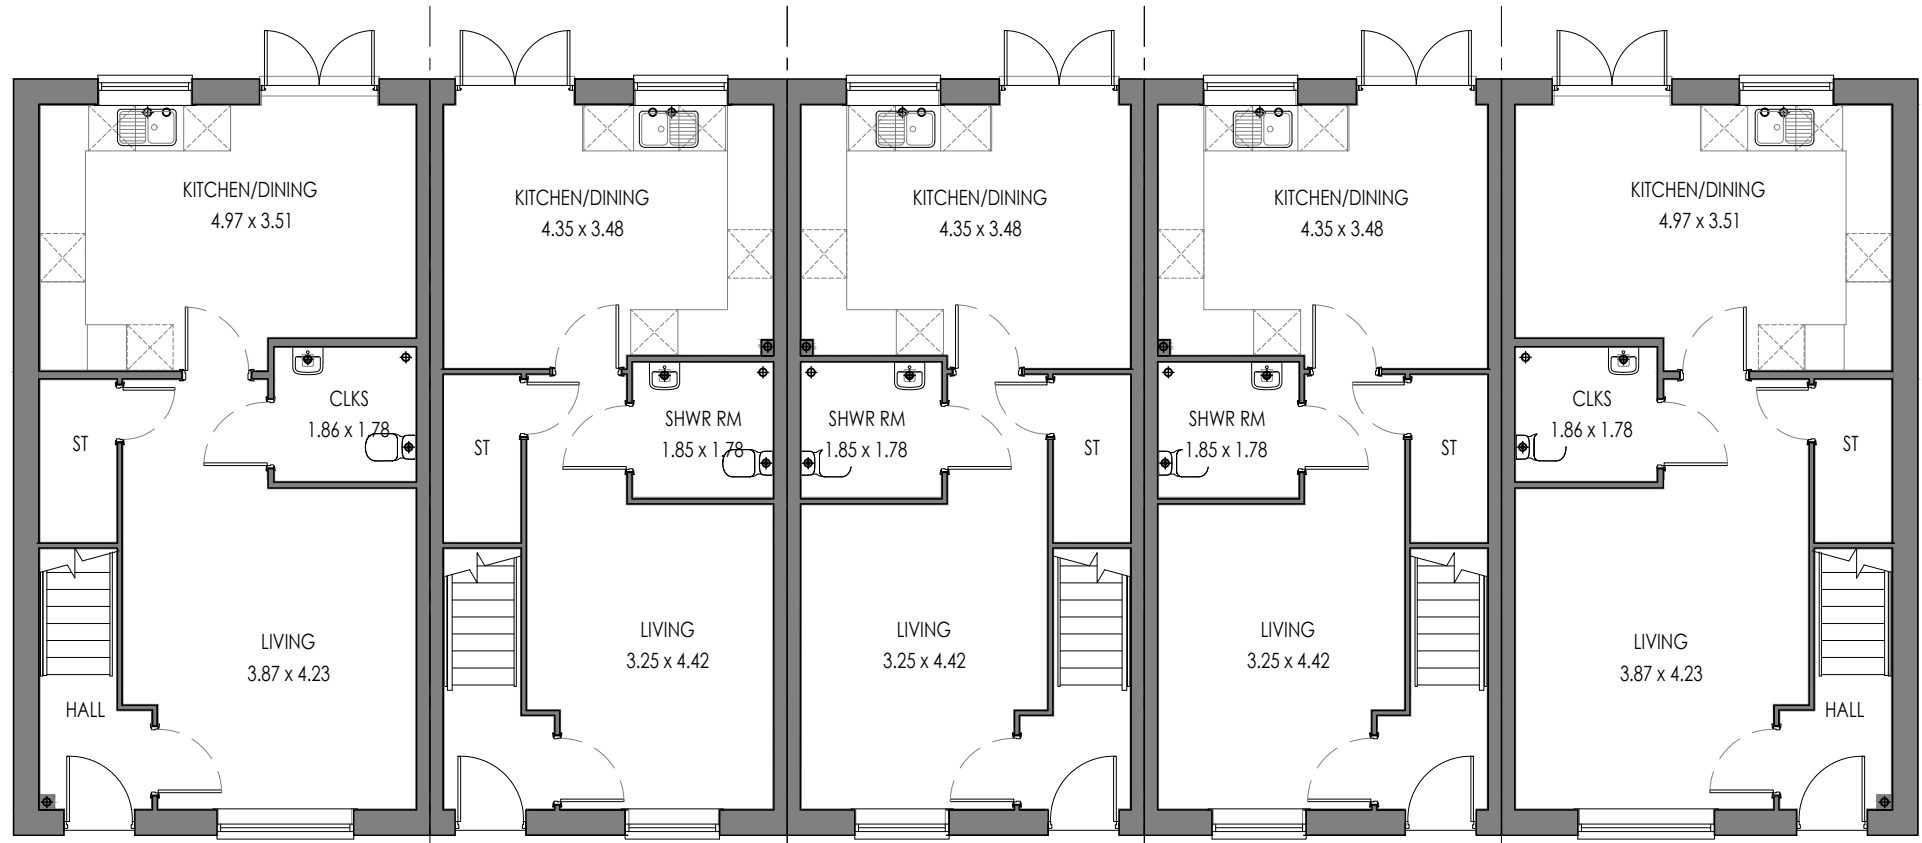 KITCHEN/DINING
4.97 x 3.51
KITCHEN/DINING
4.35 x 3.48
KITCHEN/DINING
4.35 x 3.48
KITCHEN/DINING
4.35 x 3.48
KITCHEN/DINING
4.97 x 3.51
ST
CLKS
1.86 x 1.78
ST
SHWR RM
1.85 x 1.78
SHWR RM
1.85 x 1.78
ST
SHWR RM
1.85 x 1.78
ST
CLKS
1.86 x 1.78
ST
LIVING
3.87 x 4.23
LIVING
3.25 x 4.42
LIVING
3.25 x 4.42
LIVING
3.25 x 4.42
LIVING
3.87 x 4.23
HALL
HALL